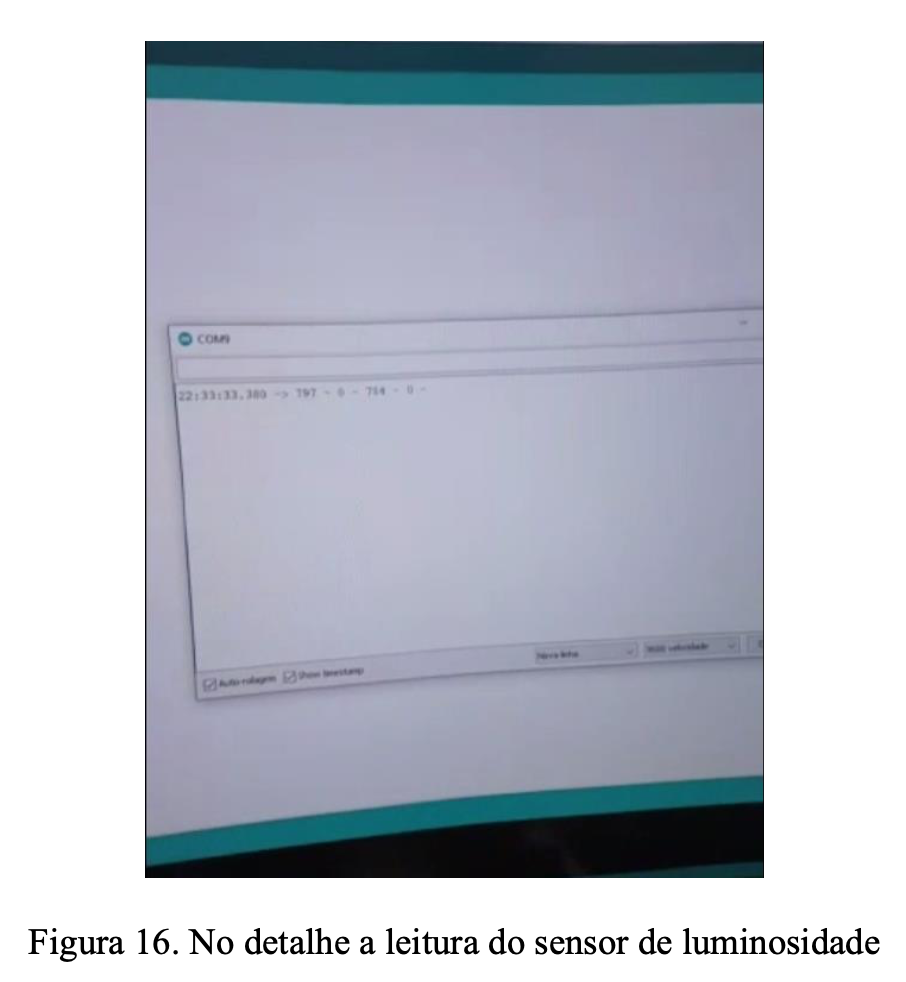 COM9
22:33:33.380 -> 797 - 0 - 754 - 0 -
Nova linha
9600 velocidade
Auto-rolagem
Show timestamp
Figura 16. No detalhe a leitura do sensor de luminosidade